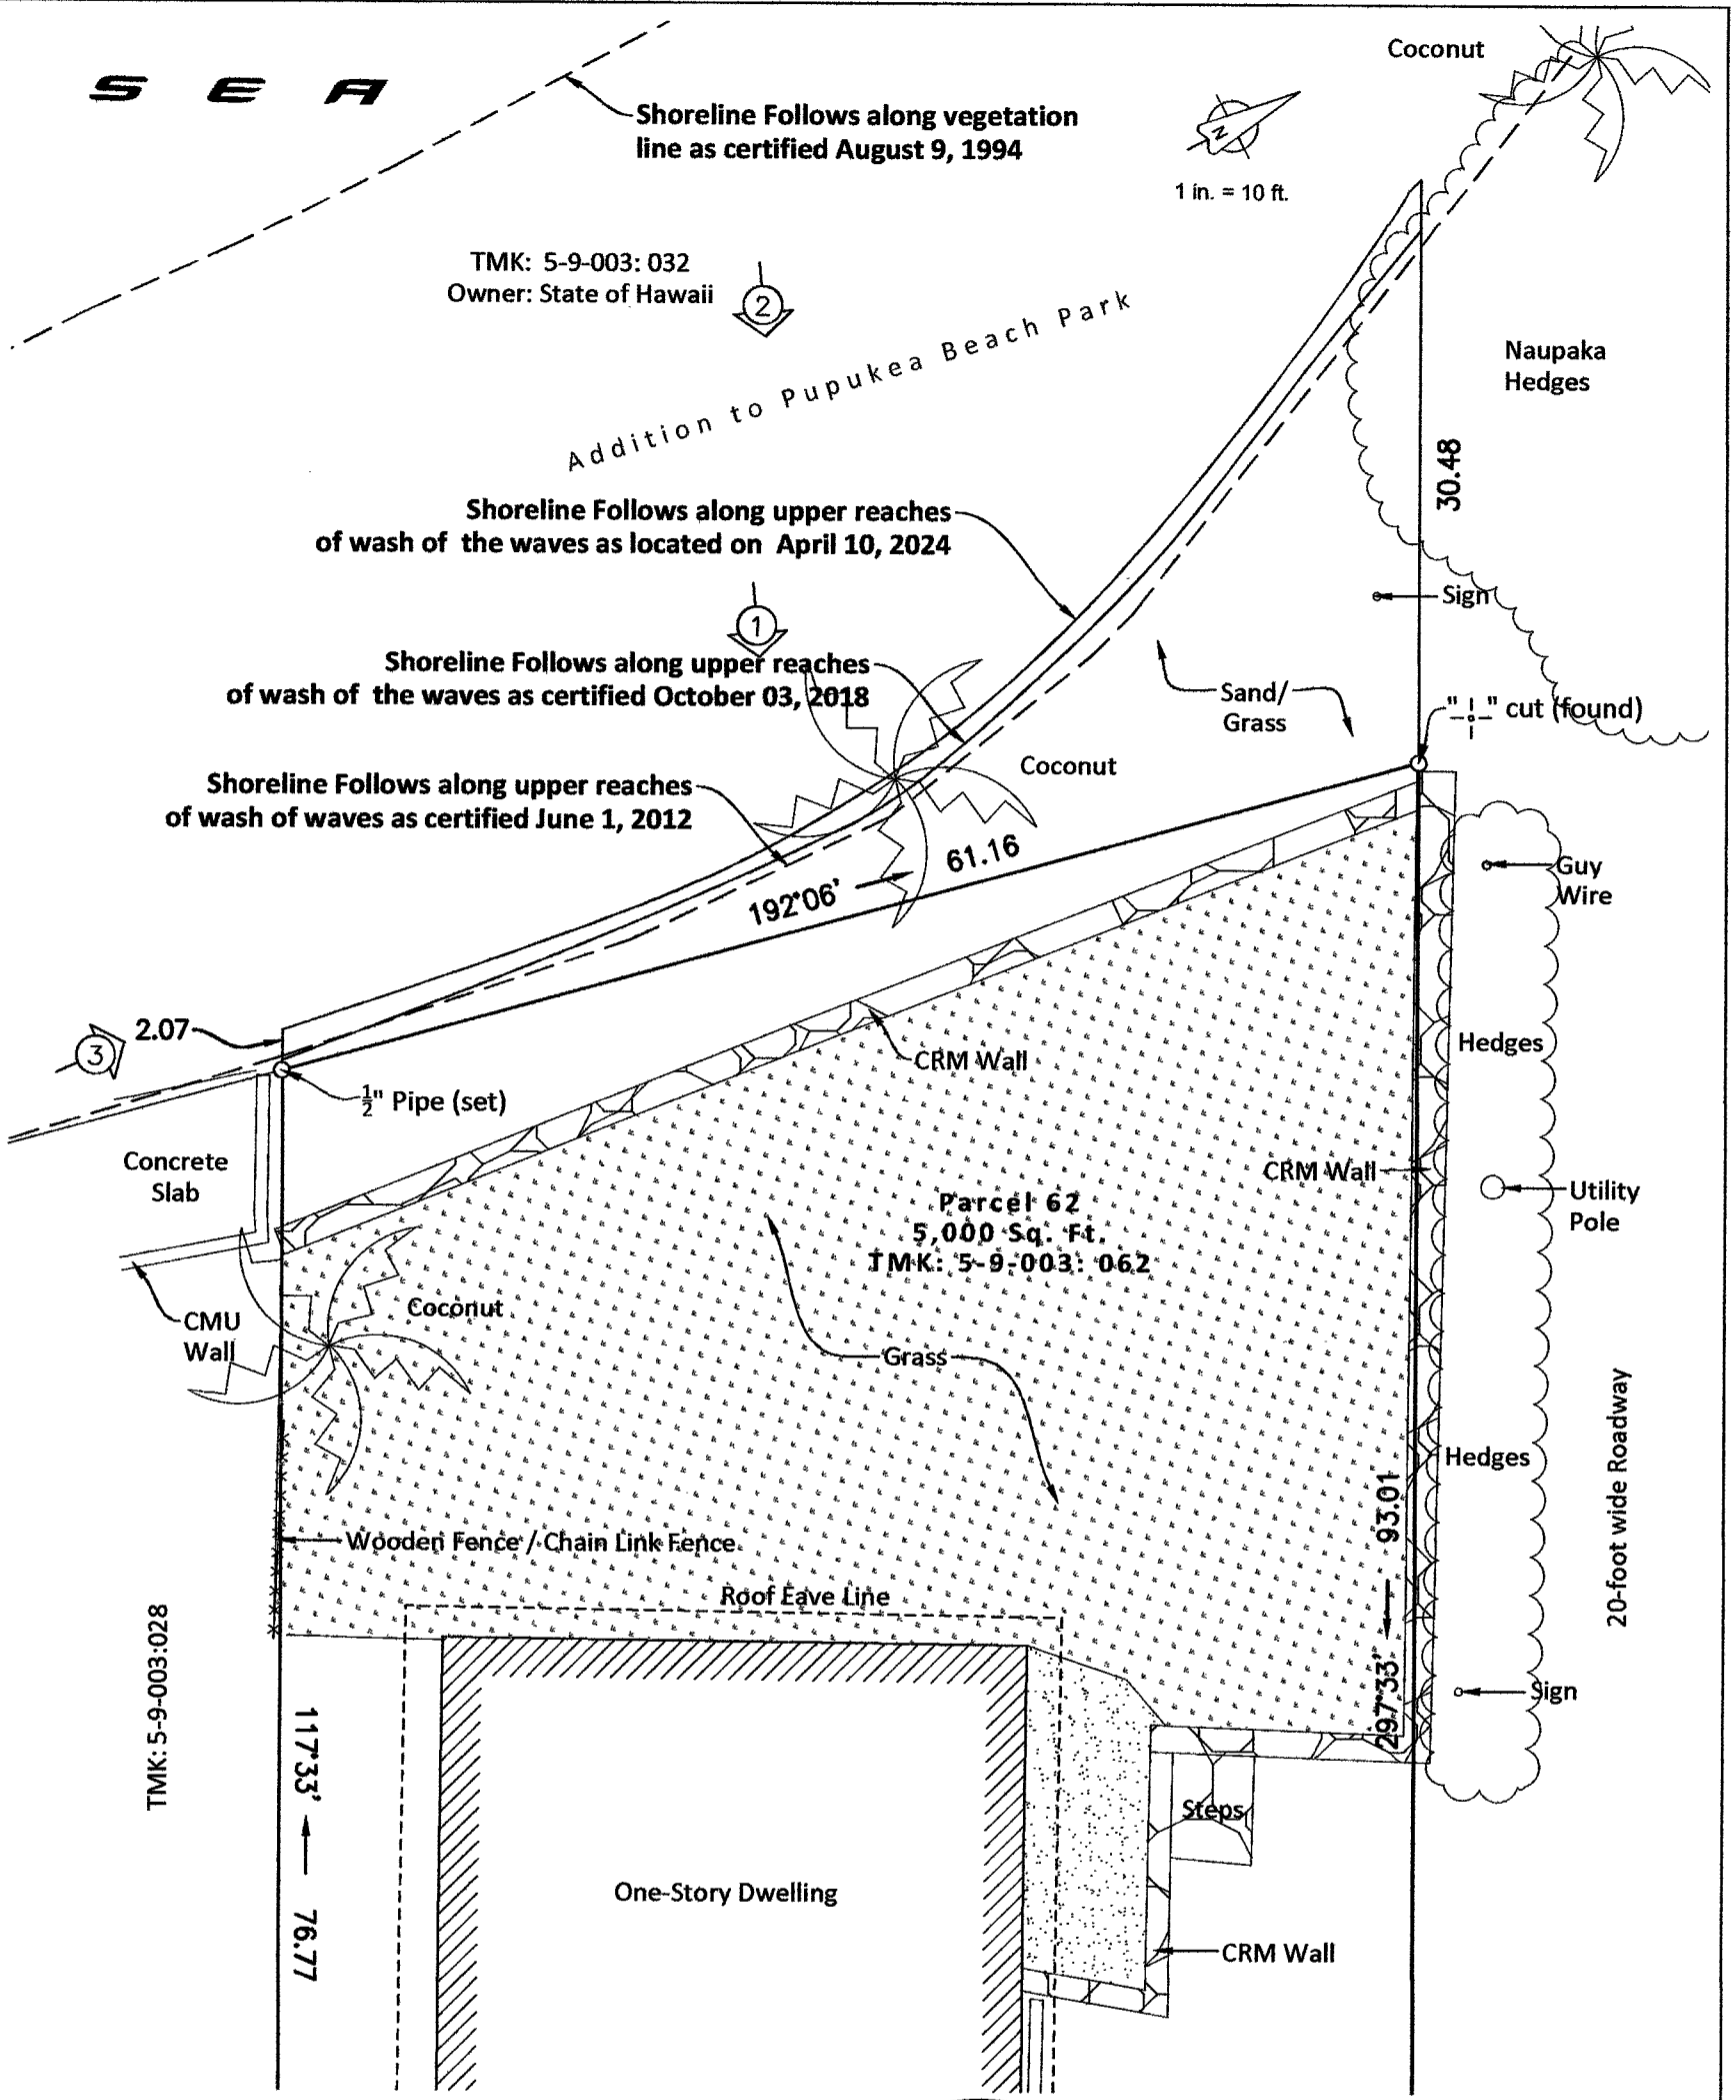 Coconut
SEA
Shoreline Follows along vegetation
line as certified August 9, 1994
N
1 in. = 10 ft.
TMK: 5-9-003: 032
Owner: State of Hawaii
2
Addition to Pupukea Beach Park
Naupaka
Hedges
30.48
Shoreline Follows along upper reaches
of wash of the waves as located on April 10, 2024
Sign
1
Shoreline Follows along upper reaches
of wash of the waves as certified October 03, 2018
Sand/
Grass
" " cut (found)
Coconut
Shoreline Follows along upper reaches
of wash of waves as certified June 1, 2012
61.16
192°06'
Guy
Wire
2.07
3
Hedges
CRM Wall
½" Pipe (set)
Concrete
Slab
CRM Wall
Utility
Pole
Parcel 62
5,000 Sq. Ft.
TMK: 5-9-003: 062
Coconut
CMU
Wall
Grass
20-foot wide Roadway
Hedges
93.01
297°33'
Wooden Fence / Chain Link Fence
Roof Eave Line
TMK: 5-9-003:028
Sign
117°33'
76.77
Steps
One-Story Dwelling
CRM Wall